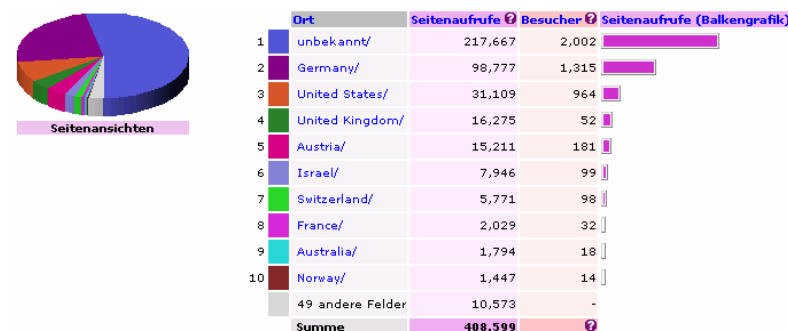 Ort Seitenaufrufe ? Besucher ? Seitenaufrufe (Balkengrafik)
1 unbekannt/ 217,667 2,002
2 Germany/ 98,777 1,315
3 United States/ 31,109 964
4 United Kingdom/ 16,275 52
5 Austria/ 15,211 181
6 Israel/ 7,946 99
7 Switzerland/ 5,771 98
8 France/ 2,029 32
9 Australia/ 1,794 18
10 Norway/ 1,447 14
49 andere Felder 10,573 -
Summe 408,599 ?
Seitenansichten